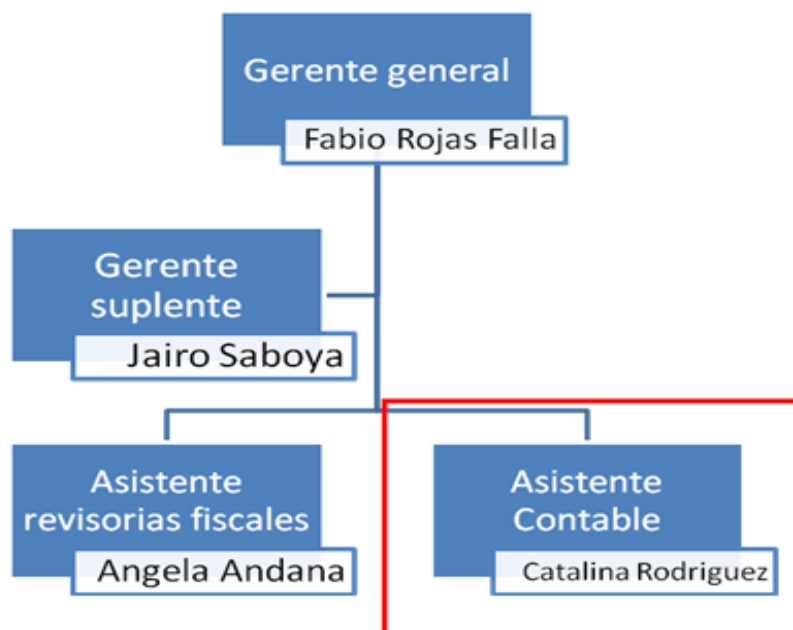 Gerente general
Fabio Rojas Falla
Gerente
suplente
Jairo Saboya
Asistente
revisorias fiscales
Angela Andana
Asistente
Contable
Catalina Rodriguez